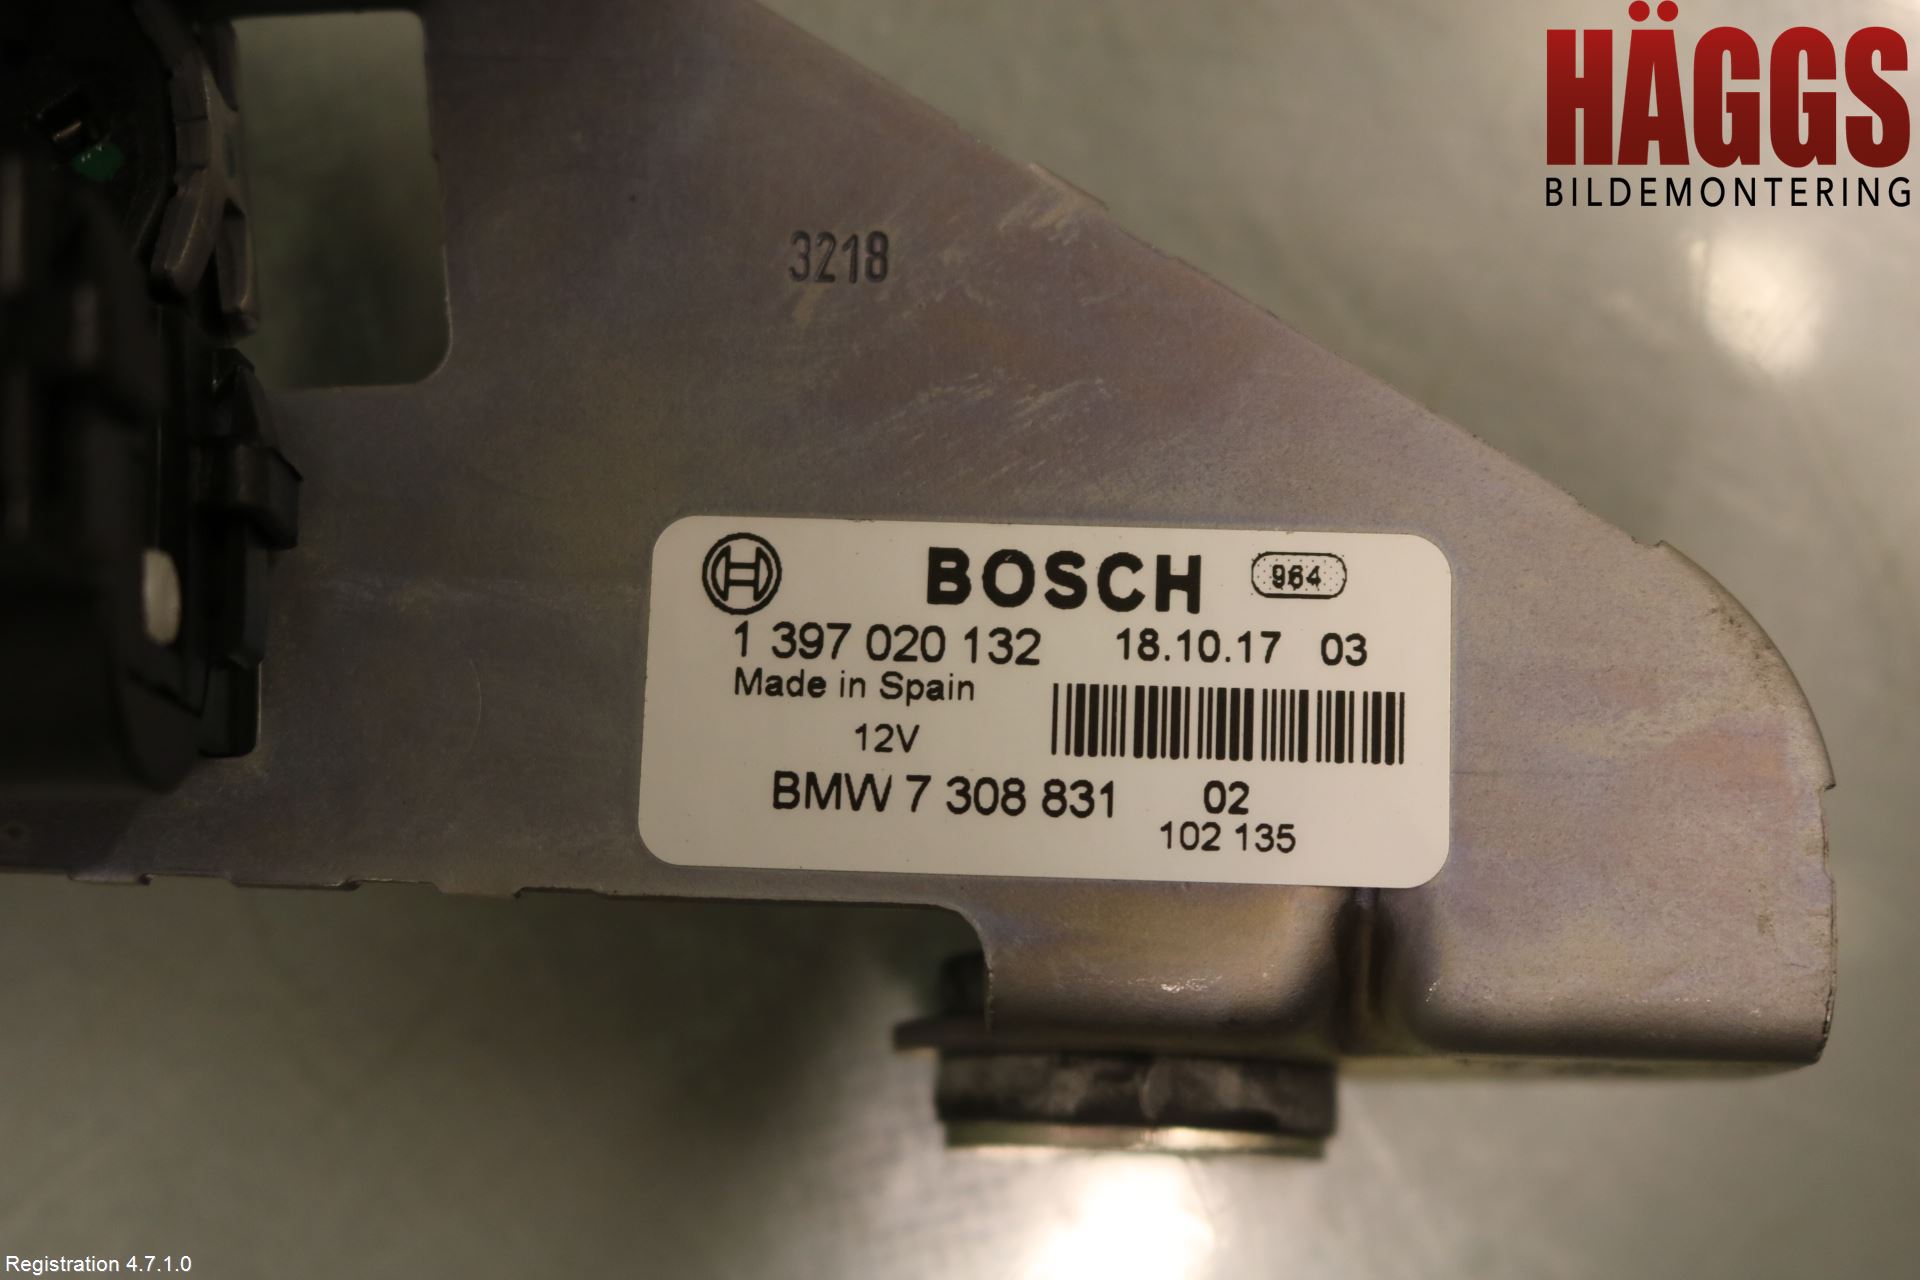 HÄGGS
BILDEMONTERING
3218
BOSCH 964
1 397 020 132 18.10.17 03
Made in Spain
12V
BMW 7 308 831 02
102 135
Registration 4.7.1.0